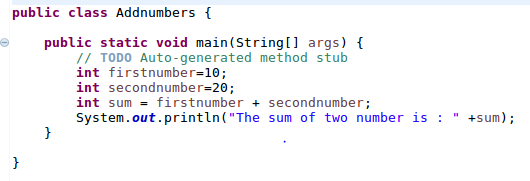 public class Addnumbers {
public static void main(String[] args) {
// TODO Auto-generated method stub
int firstnumber=10;
int secondnumber=20;
int sum = firstnumber + secondnumber;
System.out.println("The sum of two number is : " +sum);
}
}